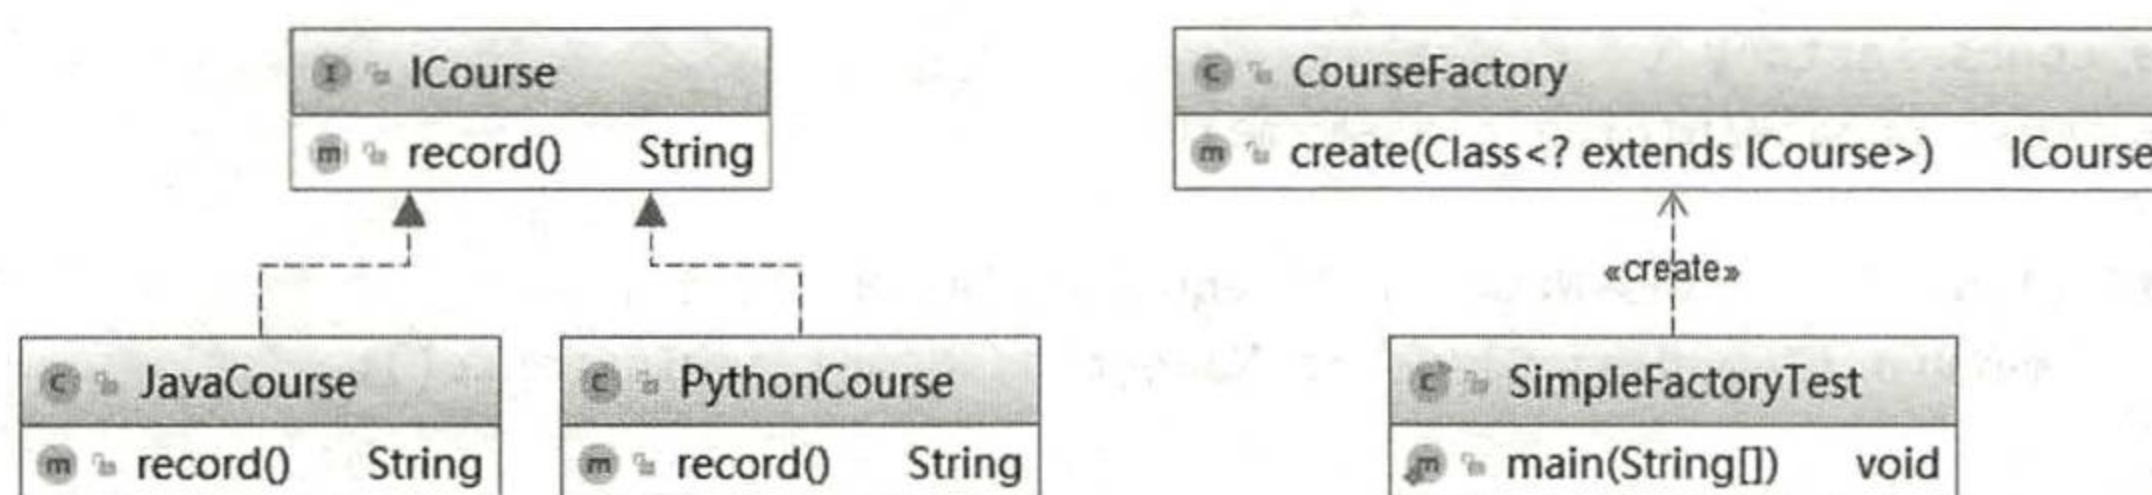 ICourse
record() String
CourseFactory
create(Class<? extends ICourse>) ICourse
«create»
JavaCourse
record() String
PythonCourse
record() String
SimpleFactoryTest
main(String[]) void